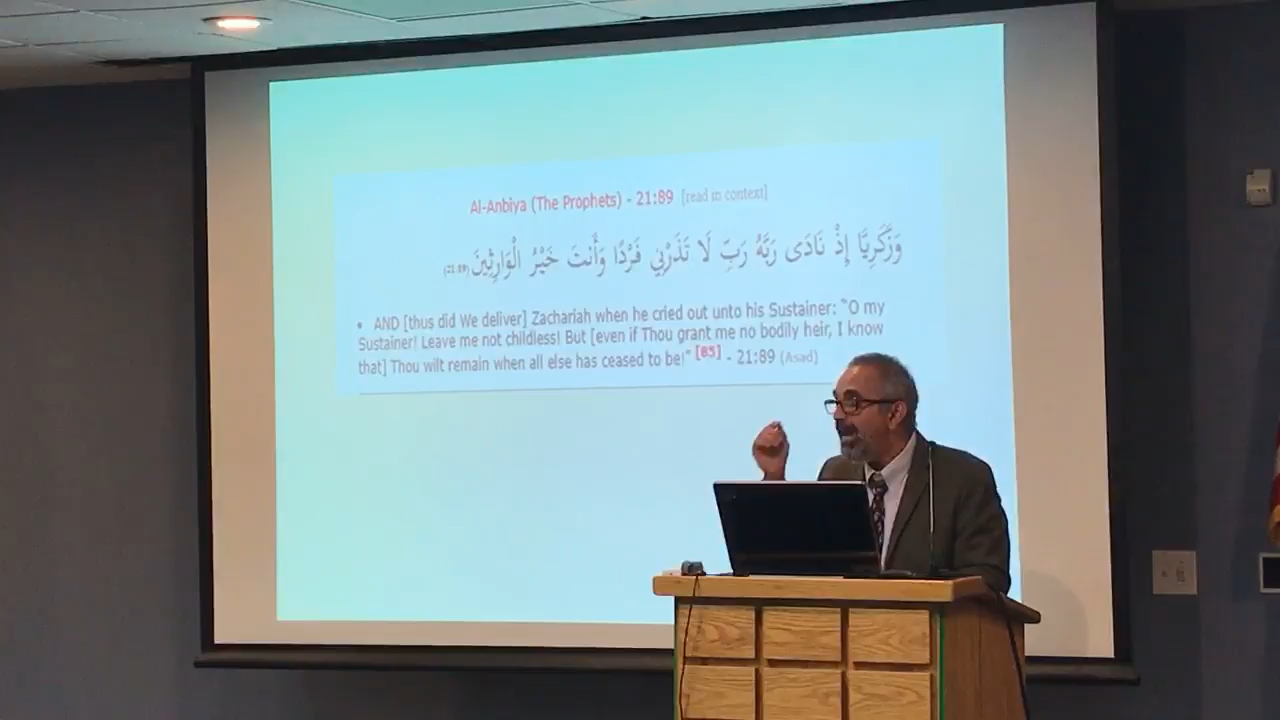 Al-Anbiya (The Prophets) - 21:89 [read in context]
وَزَكَرِيَّا إِذْ نَادَى رَبَّهُ رَبِّ لَا تَذَرْنِي فَرْدًا وَأَنتَ خَيْرُ الْوَارِثِينَ (21:89)
• AND [thus did We deliver] Zachariah when he cried out unto his Sustainer: "O my
Sustainer! Leave me not childless! But [even if Thou grant me no bodily heir, I know
that] Thou wilt remain when all else has ceased to be!" [85] - 21:89 (Asad)